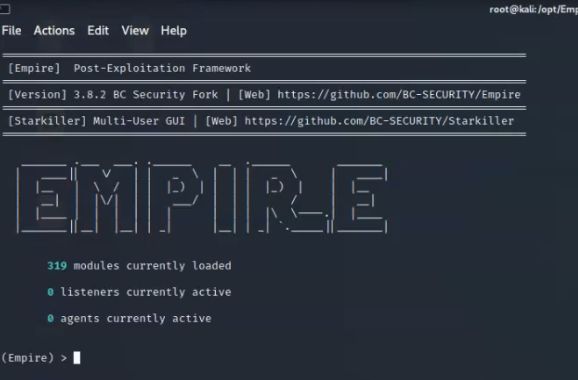 root@kali:/opt/Emp
File Actions Edit View Help
[Empire] Post-Exploitation Framework
[Version] 3.8.2 BC Security Fork | [Web] https://github.com/BC-SECURITY/Empire
[Starkiller] Multi-User GUI | [Web] https://github.com/BC-SECURITY/Starkiller
EMPIRE
319 modules currently loaded
0 listeners currently active
0 agents currently active
(Empire) >